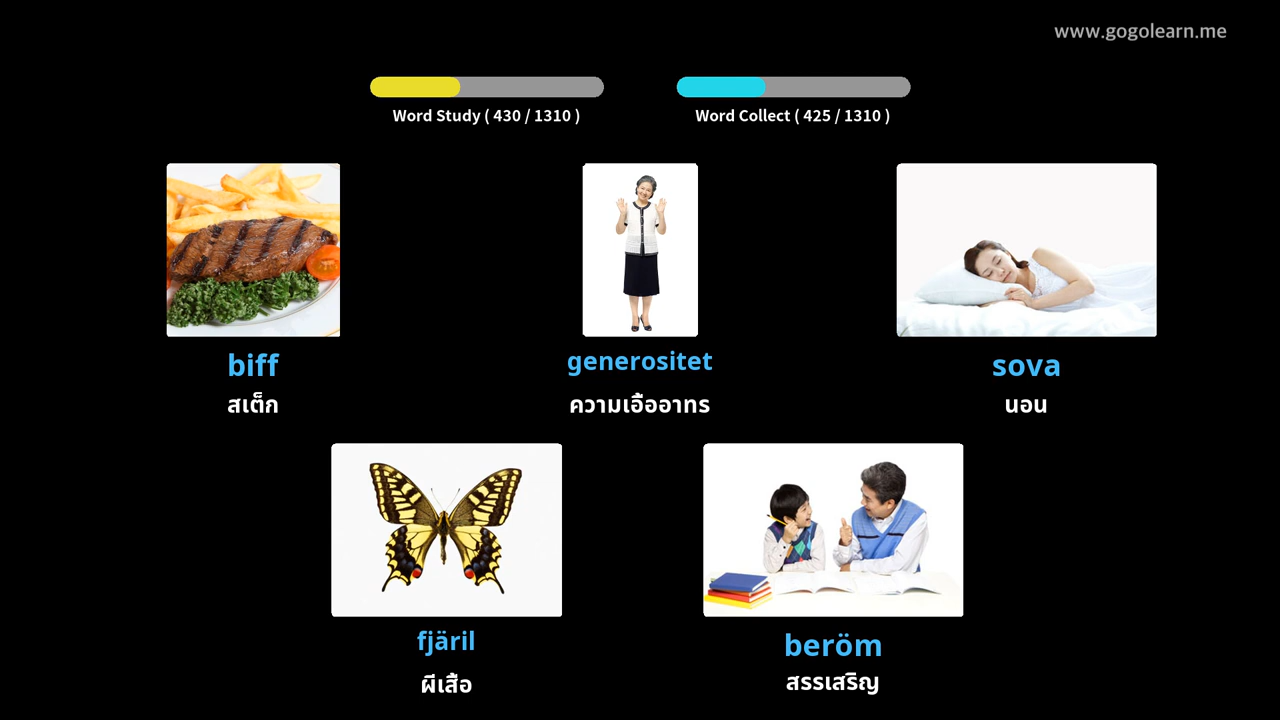 www.gogolearn.me
Word Study ( 430 / 1310 )
Word Collect ( 425 / 1310 )
biff
generositet
sova
สเต็ก
ความเอื้ออาทร
นอน
fjäril
beröm
ผีเสื้อ
สรรเสริญ